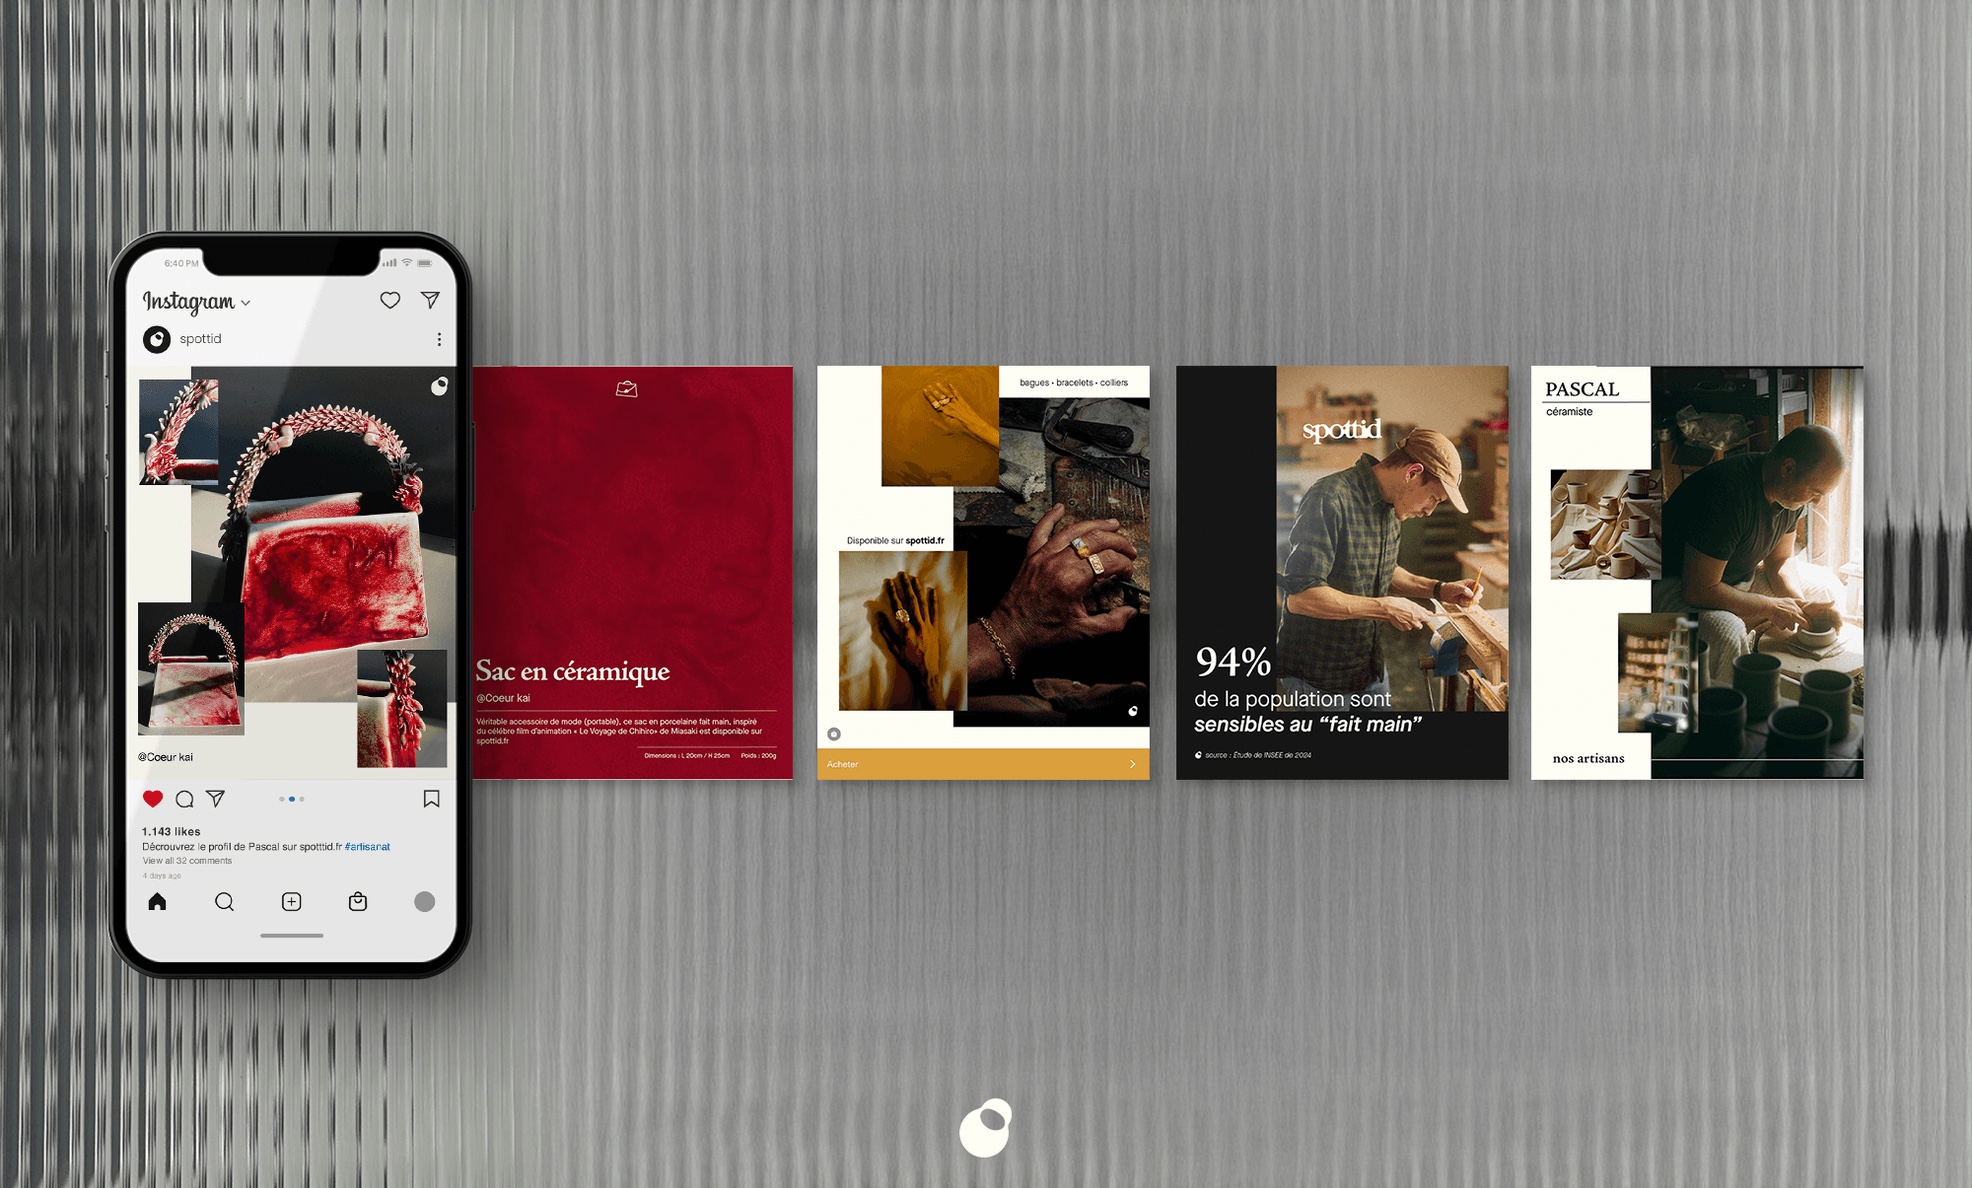 6:40 PM
Instagram
spottid
@Coeur kai
1.143 likes
Décrouvrez le profil de Pascal sur spotttid.fr #artisanat
View all 32 comments
4 days ago
Sac en céramique
@Coeur kai
Véritable accessoire de mode (portable), ce sac en porcelaine fait main, inspiré
du célébre film d'animation « Le Voyage de Chihiro» de Miasaki est disponible sur
spottid.fr
Dimensions : L 20cm / H 25cm Poids : 200g
bagues • bracelets • colliers
Disponible sur spottid.fr
Acheter
spottid
94%
de la population sont
sensibles au “fait main”
source : Étude de INSEE de 2024
PASCAL
céramiste
nos artisans